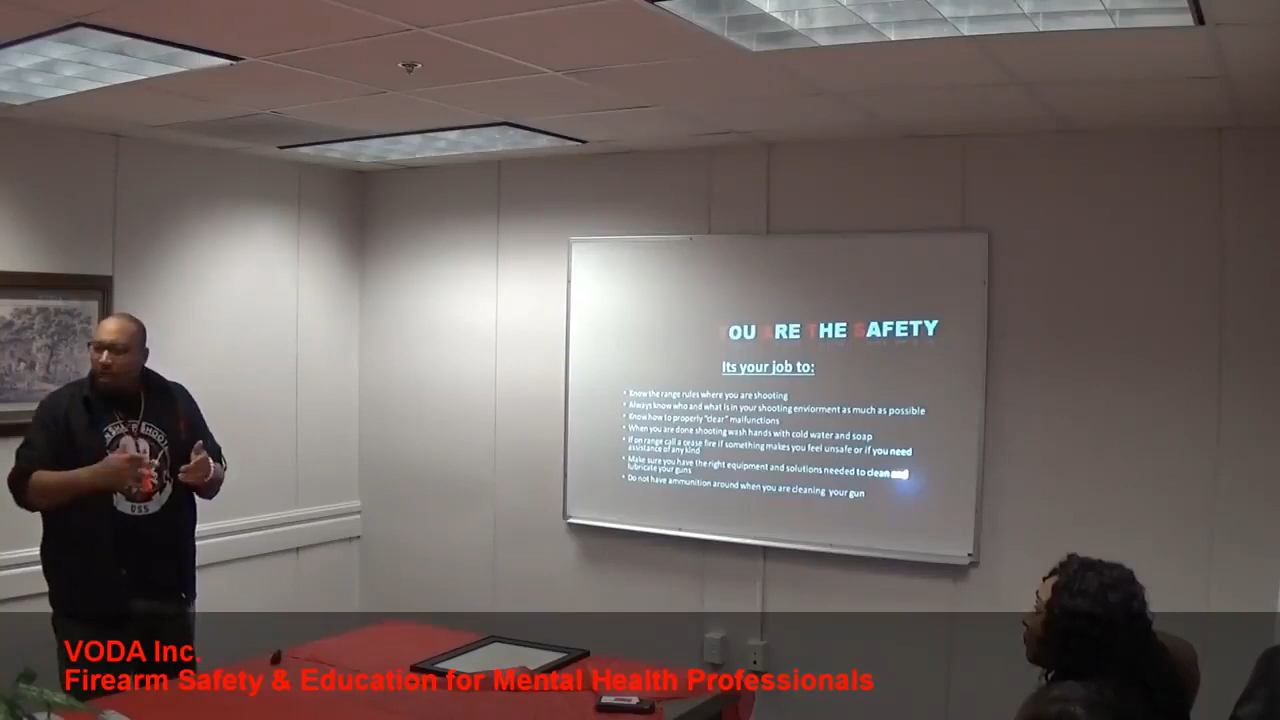 YOU ARE THE SAFETY
Its your job to:
• Know the range rules where you are shooting
• Always know who and what is in your shooting enviorment as much as possible
• Know how to properly "clear" malfunctions
• When you are done shooting wash hands with cold water and soap
• If on range call a cease fire if something makes you feel unsafe or if you need
assistance of any kind
• Make sure you have the right equipment and solutions needed to clean and
lubricate your guns
• Do not have ammunition around when you are cleaning your gun
USS
VODA Inc.
Firearm Safety & Education for Mental Health Professionals